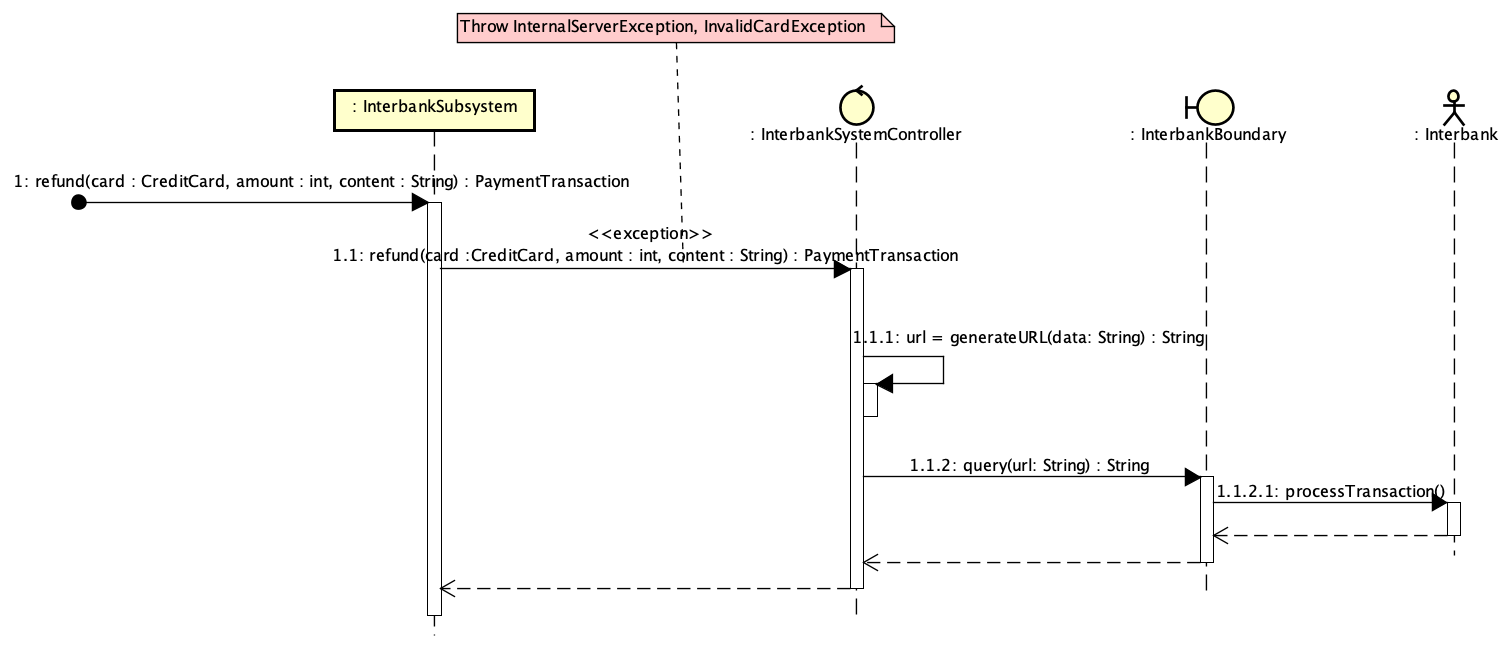 Throw InternalServerException, InvalidCardException
: InterbankSubsystem
: InterbankSystemController
: InterbankBoundary
: Interbank
1: refund(card : CreditCard, amount : int, content : String) : PaymentTransaction
<<exception>>
1.1: refund(card :CreditCard, amount : int, content : String) : PaymentTransaction
1.1.1: url = generateURL(data: String) : String
1.1.2: query(url: String) : String
1.1.2.1: processTransaction()